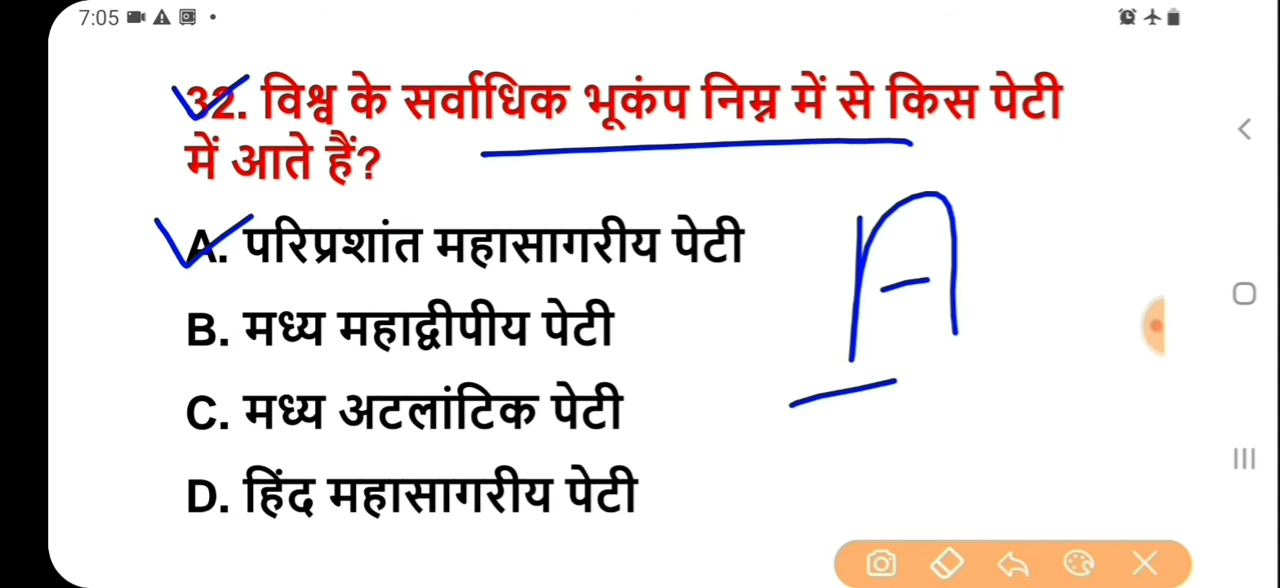 7:05
32. विश्व के सर्वाधिक भूकंप निम्न में से किस पेटी
में आते हैं?
A. परिप्रशांत महासागरीय पेटी
B. मध्य महाद्वीपीय पेटी
C. मध्य अटलांटिक पेटी
D. हिंद महासागरीय पेटी
A